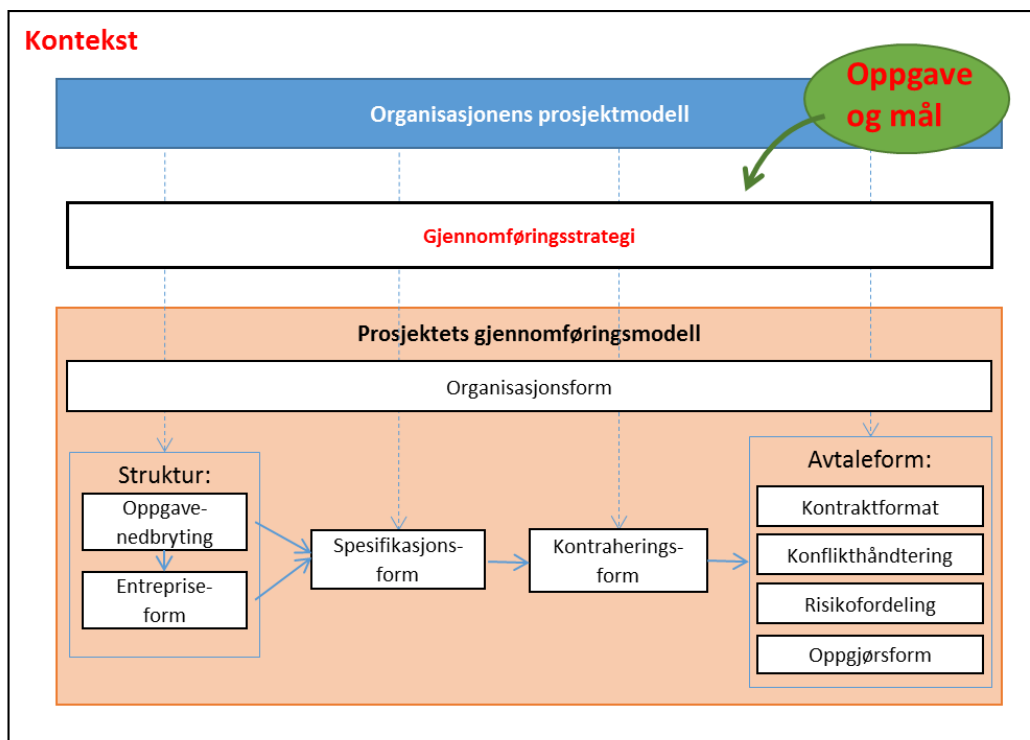 Kontekst
Oppgave
og mål
Organisasjonens prosjektmodell
Gjennomføringsstrategi
Prosjektets gjennomføringsmodell
Organisasjonsform
Struktur:
Oppgave-
nedbryting
Entreprise-
form
Spesifikasjons-
form
Kontraherings-
form
Avtaleform:
Kontraktformat
Konflikthåndtering
Risikofordeling
Oppgjørsform